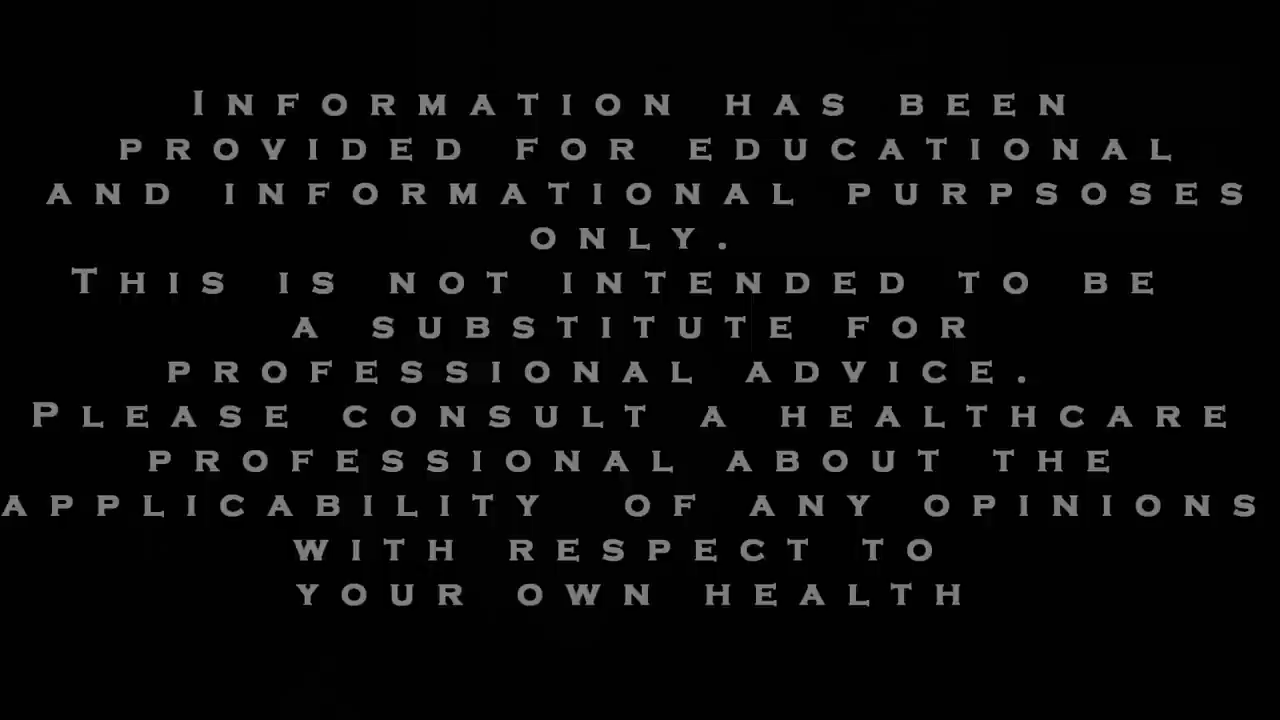 Information has been
provided for educational
and informational purpsoses
only.
This is not intended to be
a substitute for
professional advice.
Please consult a healthcare
professional about the
applicability of any opinions
with respect to
your own health